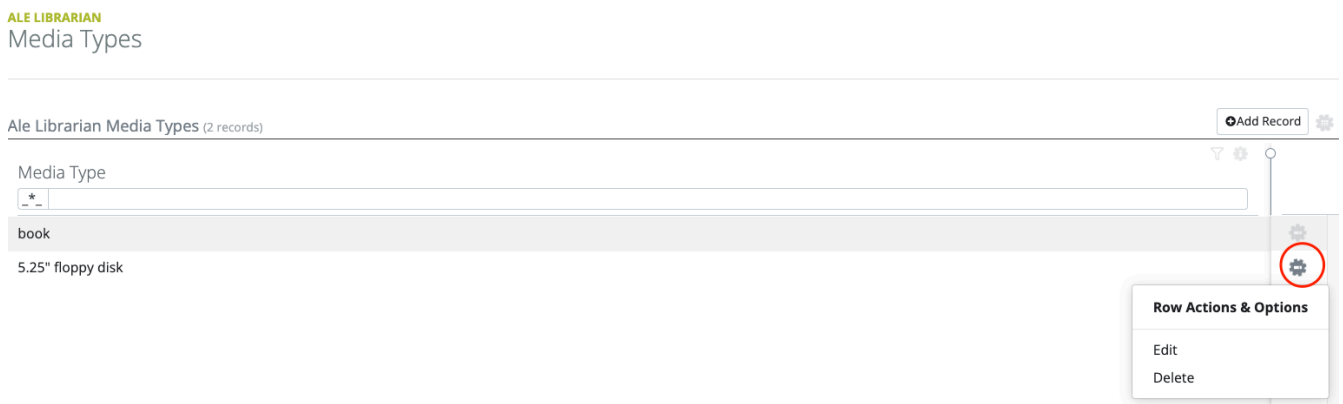 ALE LIBRARIAN
Media Types
Ale Librarian Media Types (2 records)
Add Record
Media Type
_*_
book
5.25" floppy disk
Row Actions & Options
Edit
Delete